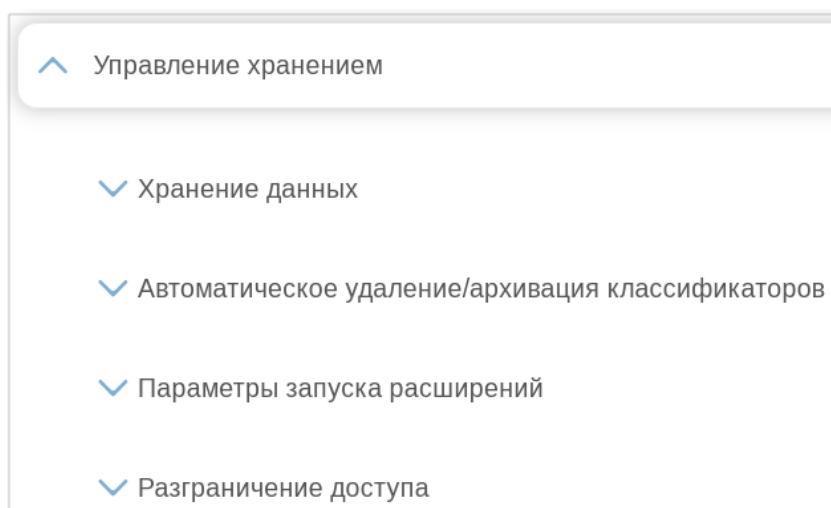 Управление хранением
Хранение данных
Автоматическое удаление/архивация классификаторов
Параметры запуска расширений
Разграничение доступа